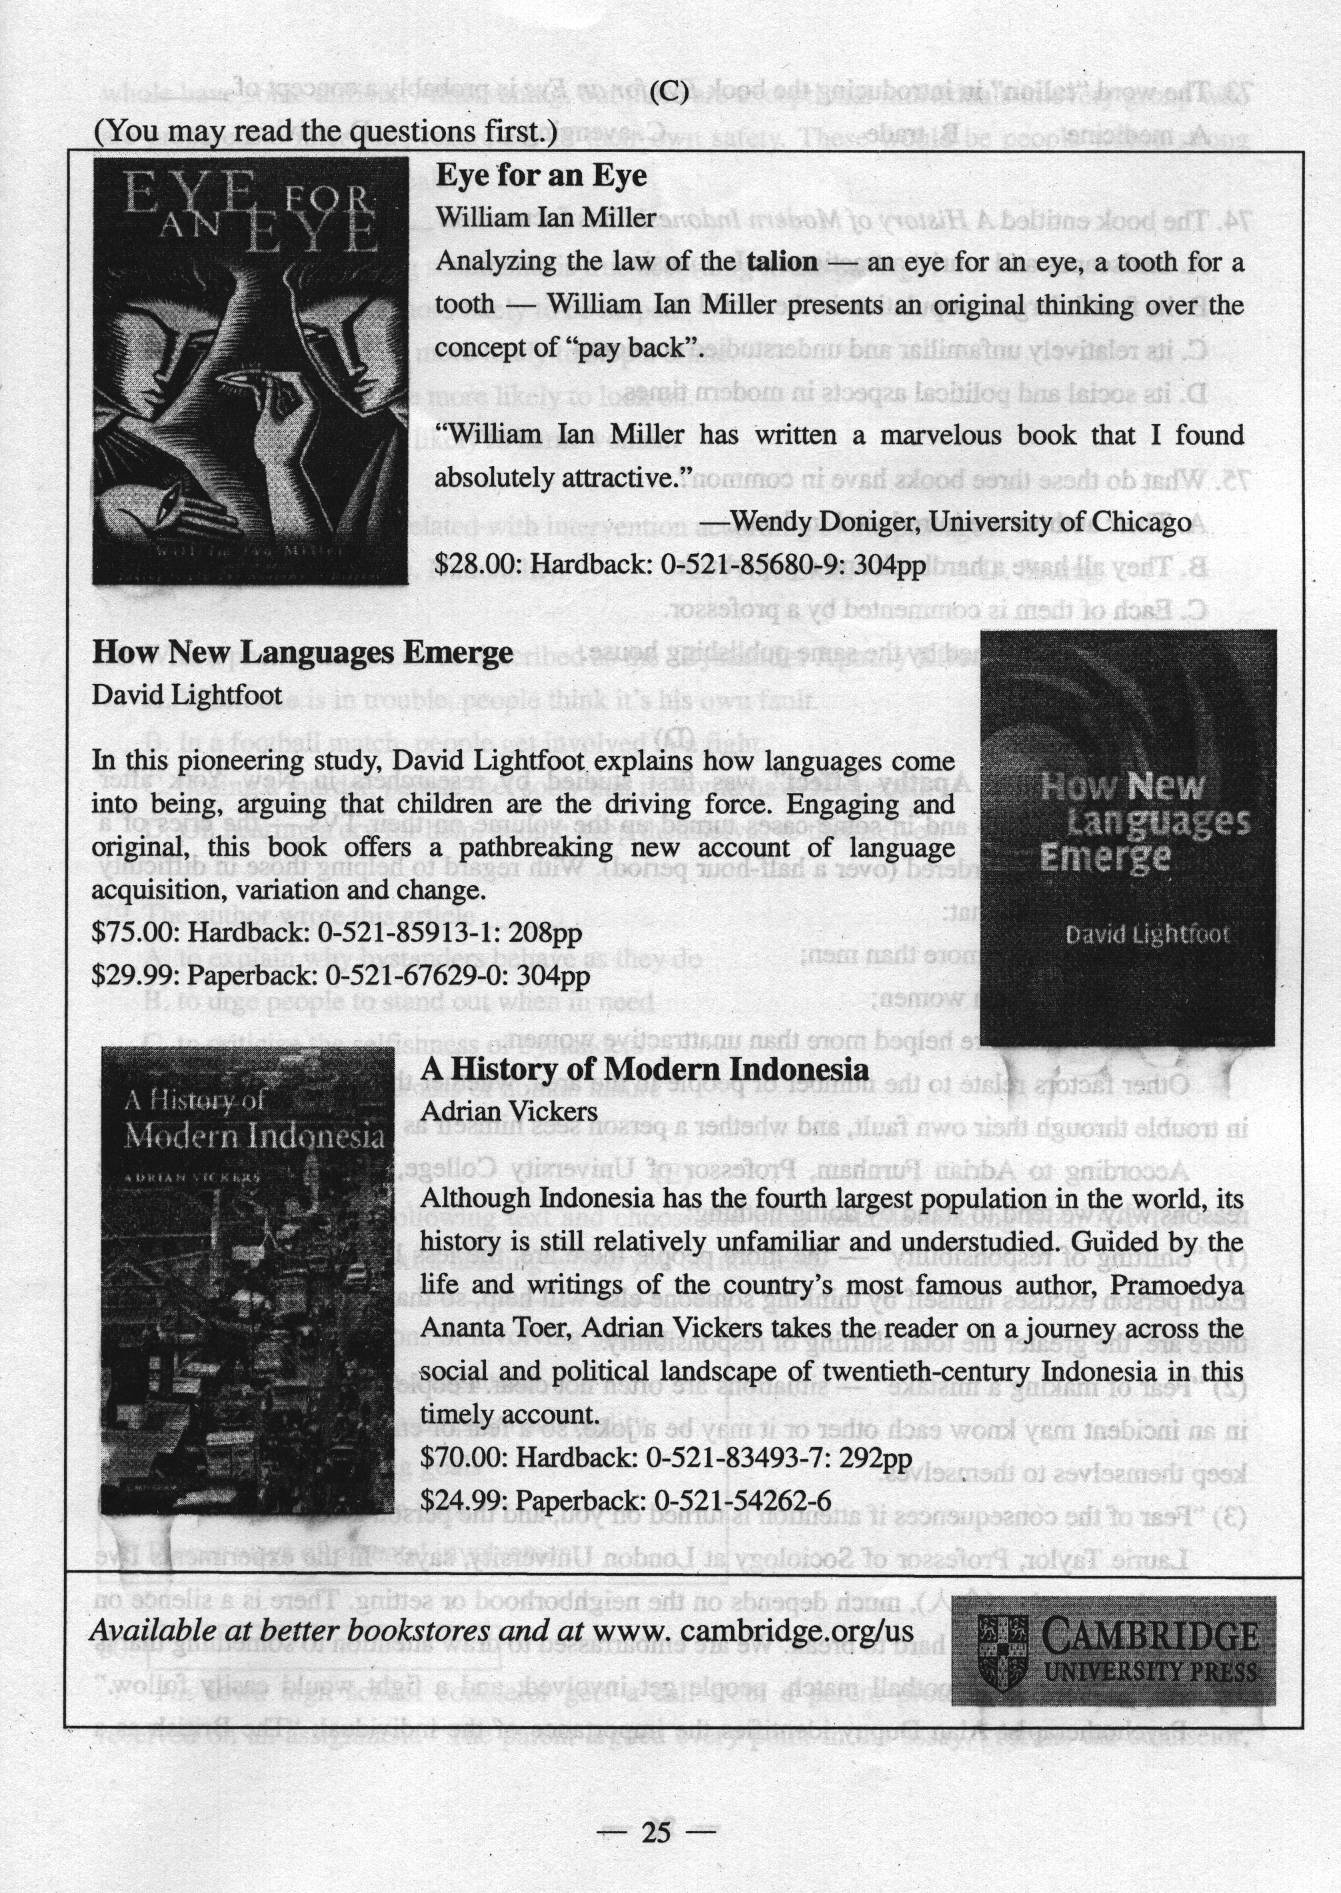 (C)
(You may read the questions first.)
EYE FOR
AN EYE
William Ian Miller
Eye for an Eye
William Ian Miller
Analyzing the law of the talion — an eye for an eye, a tooth for a
tooth — William Ian Miller presents an original thinking over the
concept of “pay back”.
“William Ian Miller has written a marvelous book that I found
absolutely attractive.”
—Wendy Doniger, University of Chicago
$28.00: Hardback: 0-521-85680-9: 304pp
How New Languages Emerge
David Lightfoot
In this pioneering study, David Lightfoot explains how languages come
into being, arguing that children are the driving force. Engaging and
original, this book offers a pathbreaking new account of language
acquisition, variation and change.
$75.00: Hardback: 0-521-85913-1: 208pp
$29.99: Paperback: 0-521-67629-0: 304pp
How New
Languages
Emerge
David Lightfoot
A History of
Modern Indonesia
ADRIAN VICKERS
A History of Modern Indonesia
Adrian Vickers
Although Indonesia has the fourth largest population in the world, its
history is still relatively unfamiliar and understudied. Guided by the
life and writings of the country’s most famous author, Pramoedya
Ananta Toer, Adrian Vickers takes the reader on a journey across the
social and political landscape of twentieth-century Indonesia in this
timely account.
$70.00: Hardback: 0-521-83493-7: 292pp
$24.99: Paperback: 0-521-54262-6
Available at better bookstores and at www. cambridge.org/us
CAMBRIDGE
UNIVERSITY PRESS
— 25 —